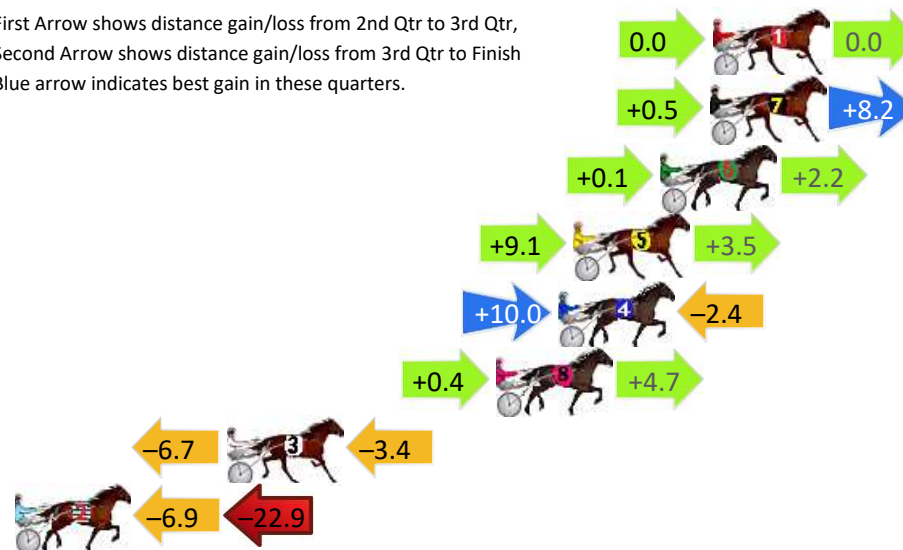 First Arrow shows distance gain/loss from 2nd Qtr to 3rd Qtr,
Second Arrow shows distance gain/loss from 3rd Qtr to Finish
Blue arrow indicates best gain in these quarters.
0.0 1 0.0
+0.5 7 +8.2
+0.1 6 +2.2
+9.1 5 +3.5
+10.0 4 −2.4
+0.4 8 +4.7
−6.7 3 −3.4
2 −6.9 −22.9